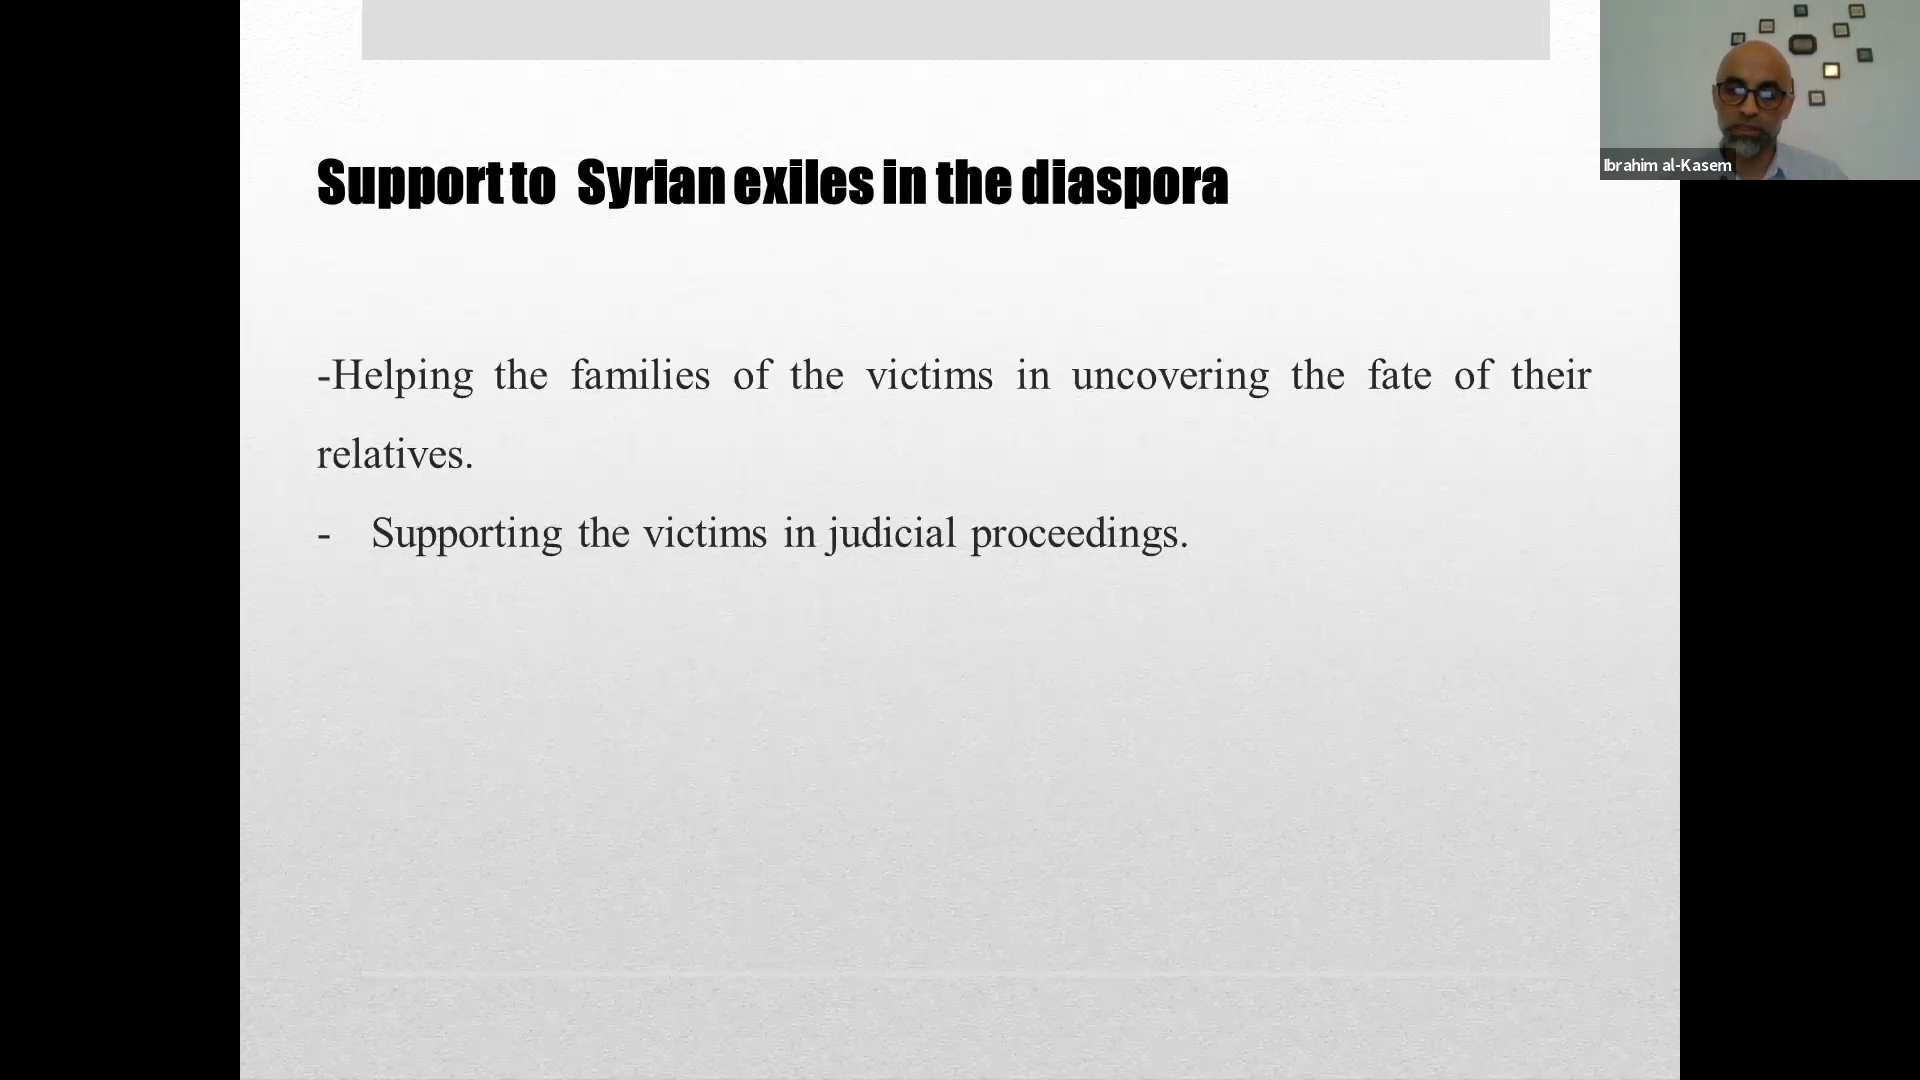 Support to Syrian exiles in the diaspora
-Helping the families of the victims in uncovering the fate of their
relatives.
- Supporting the victims in judicial proceedings.
Ibrahim al-Kasem